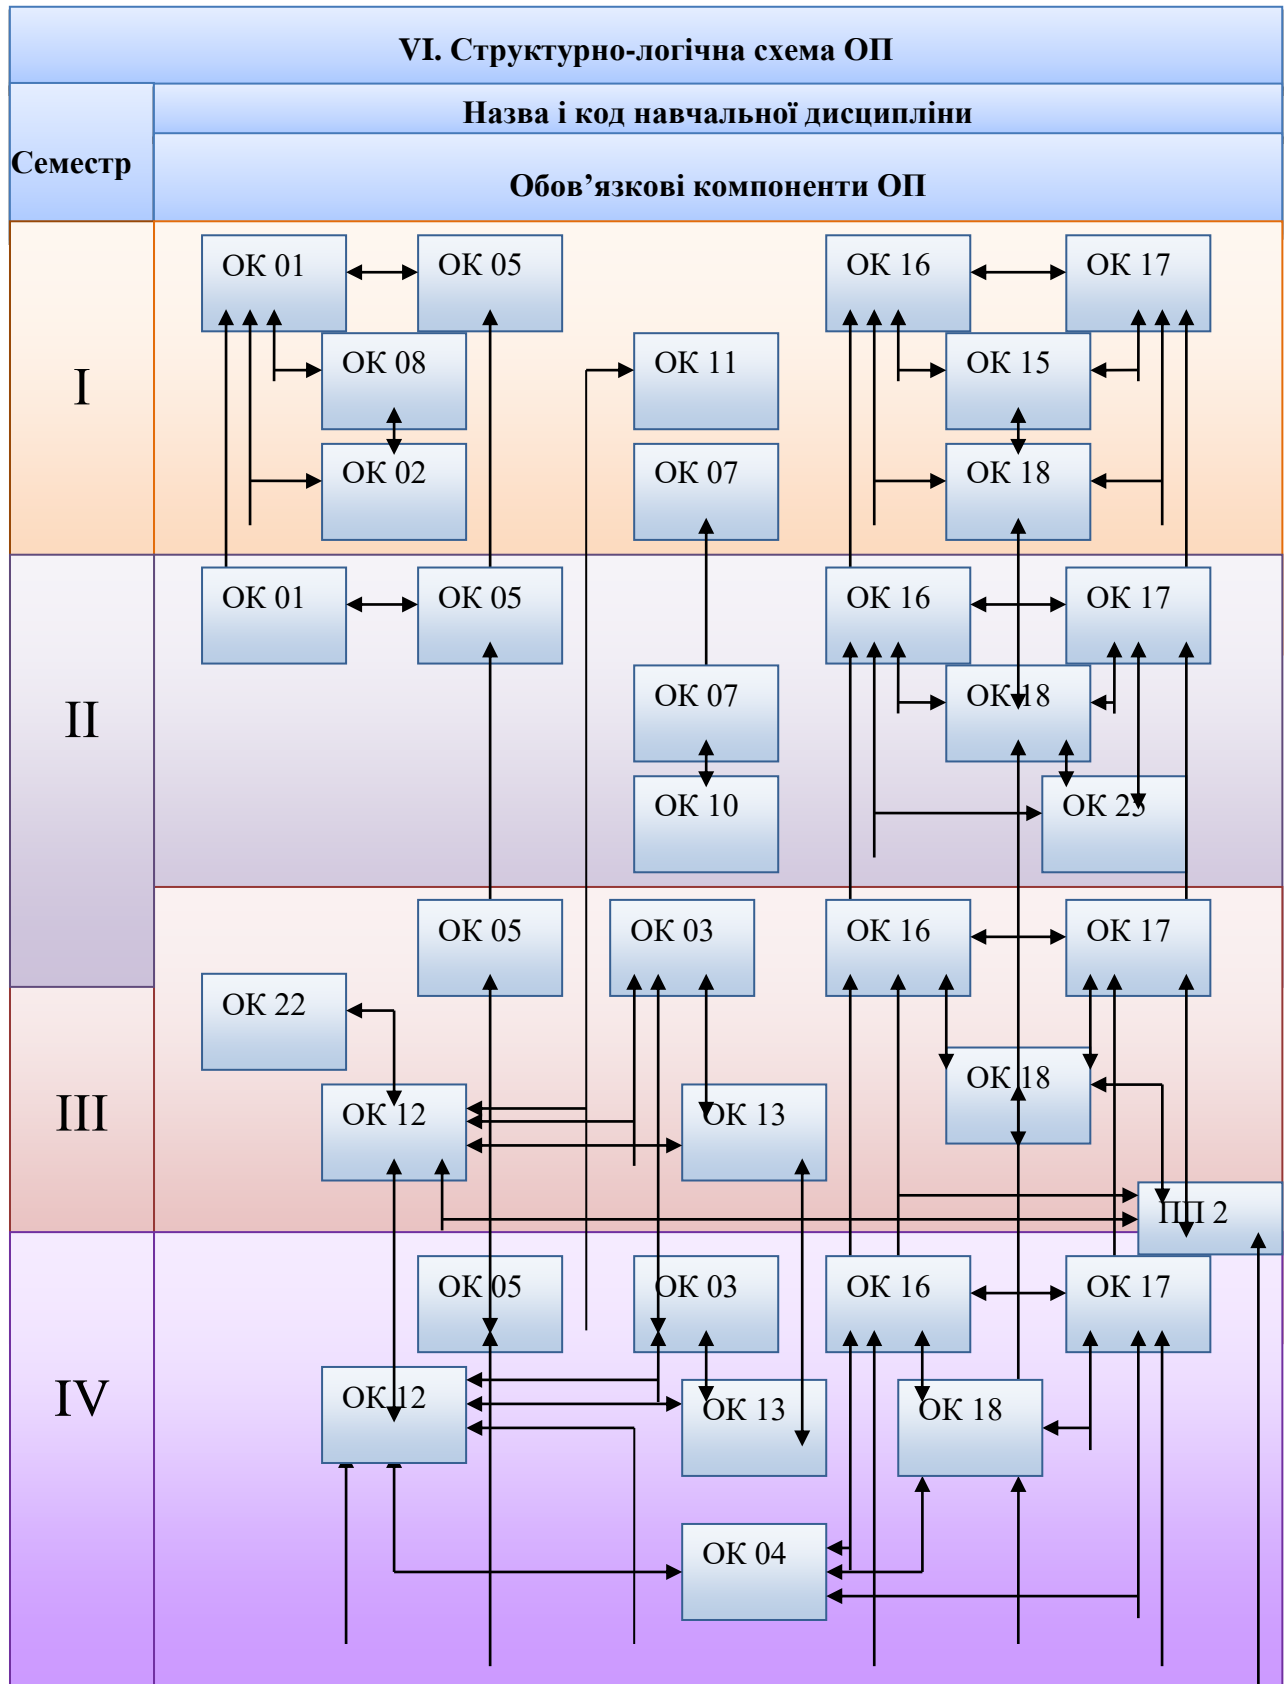 VI. Структурно-логічна схема ОП
Назва і код навчальної дисципліни
Семестр
Обов’язкові компоненти ОП
I
ОК 01
ОК 05
ОК 16
ОК 17
ОК 08
ОК 11
ОК 15
ОК 02
ОК 07
ОК 18
II
ОК 01
ОК 05
ОК 16
ОК 17
ОК 07
ОК 18
ОК 10
ОК 23
III
ОК 05
ОК 03
ОК 16
ОК 17
ОК 22
ОК 18
ОК 12
ОК 13
ПП 2
IV
ОК 05
ОК 03
ОК 16
ОК 17
ОК 12
ОК 13
ОК 18
ОК 04